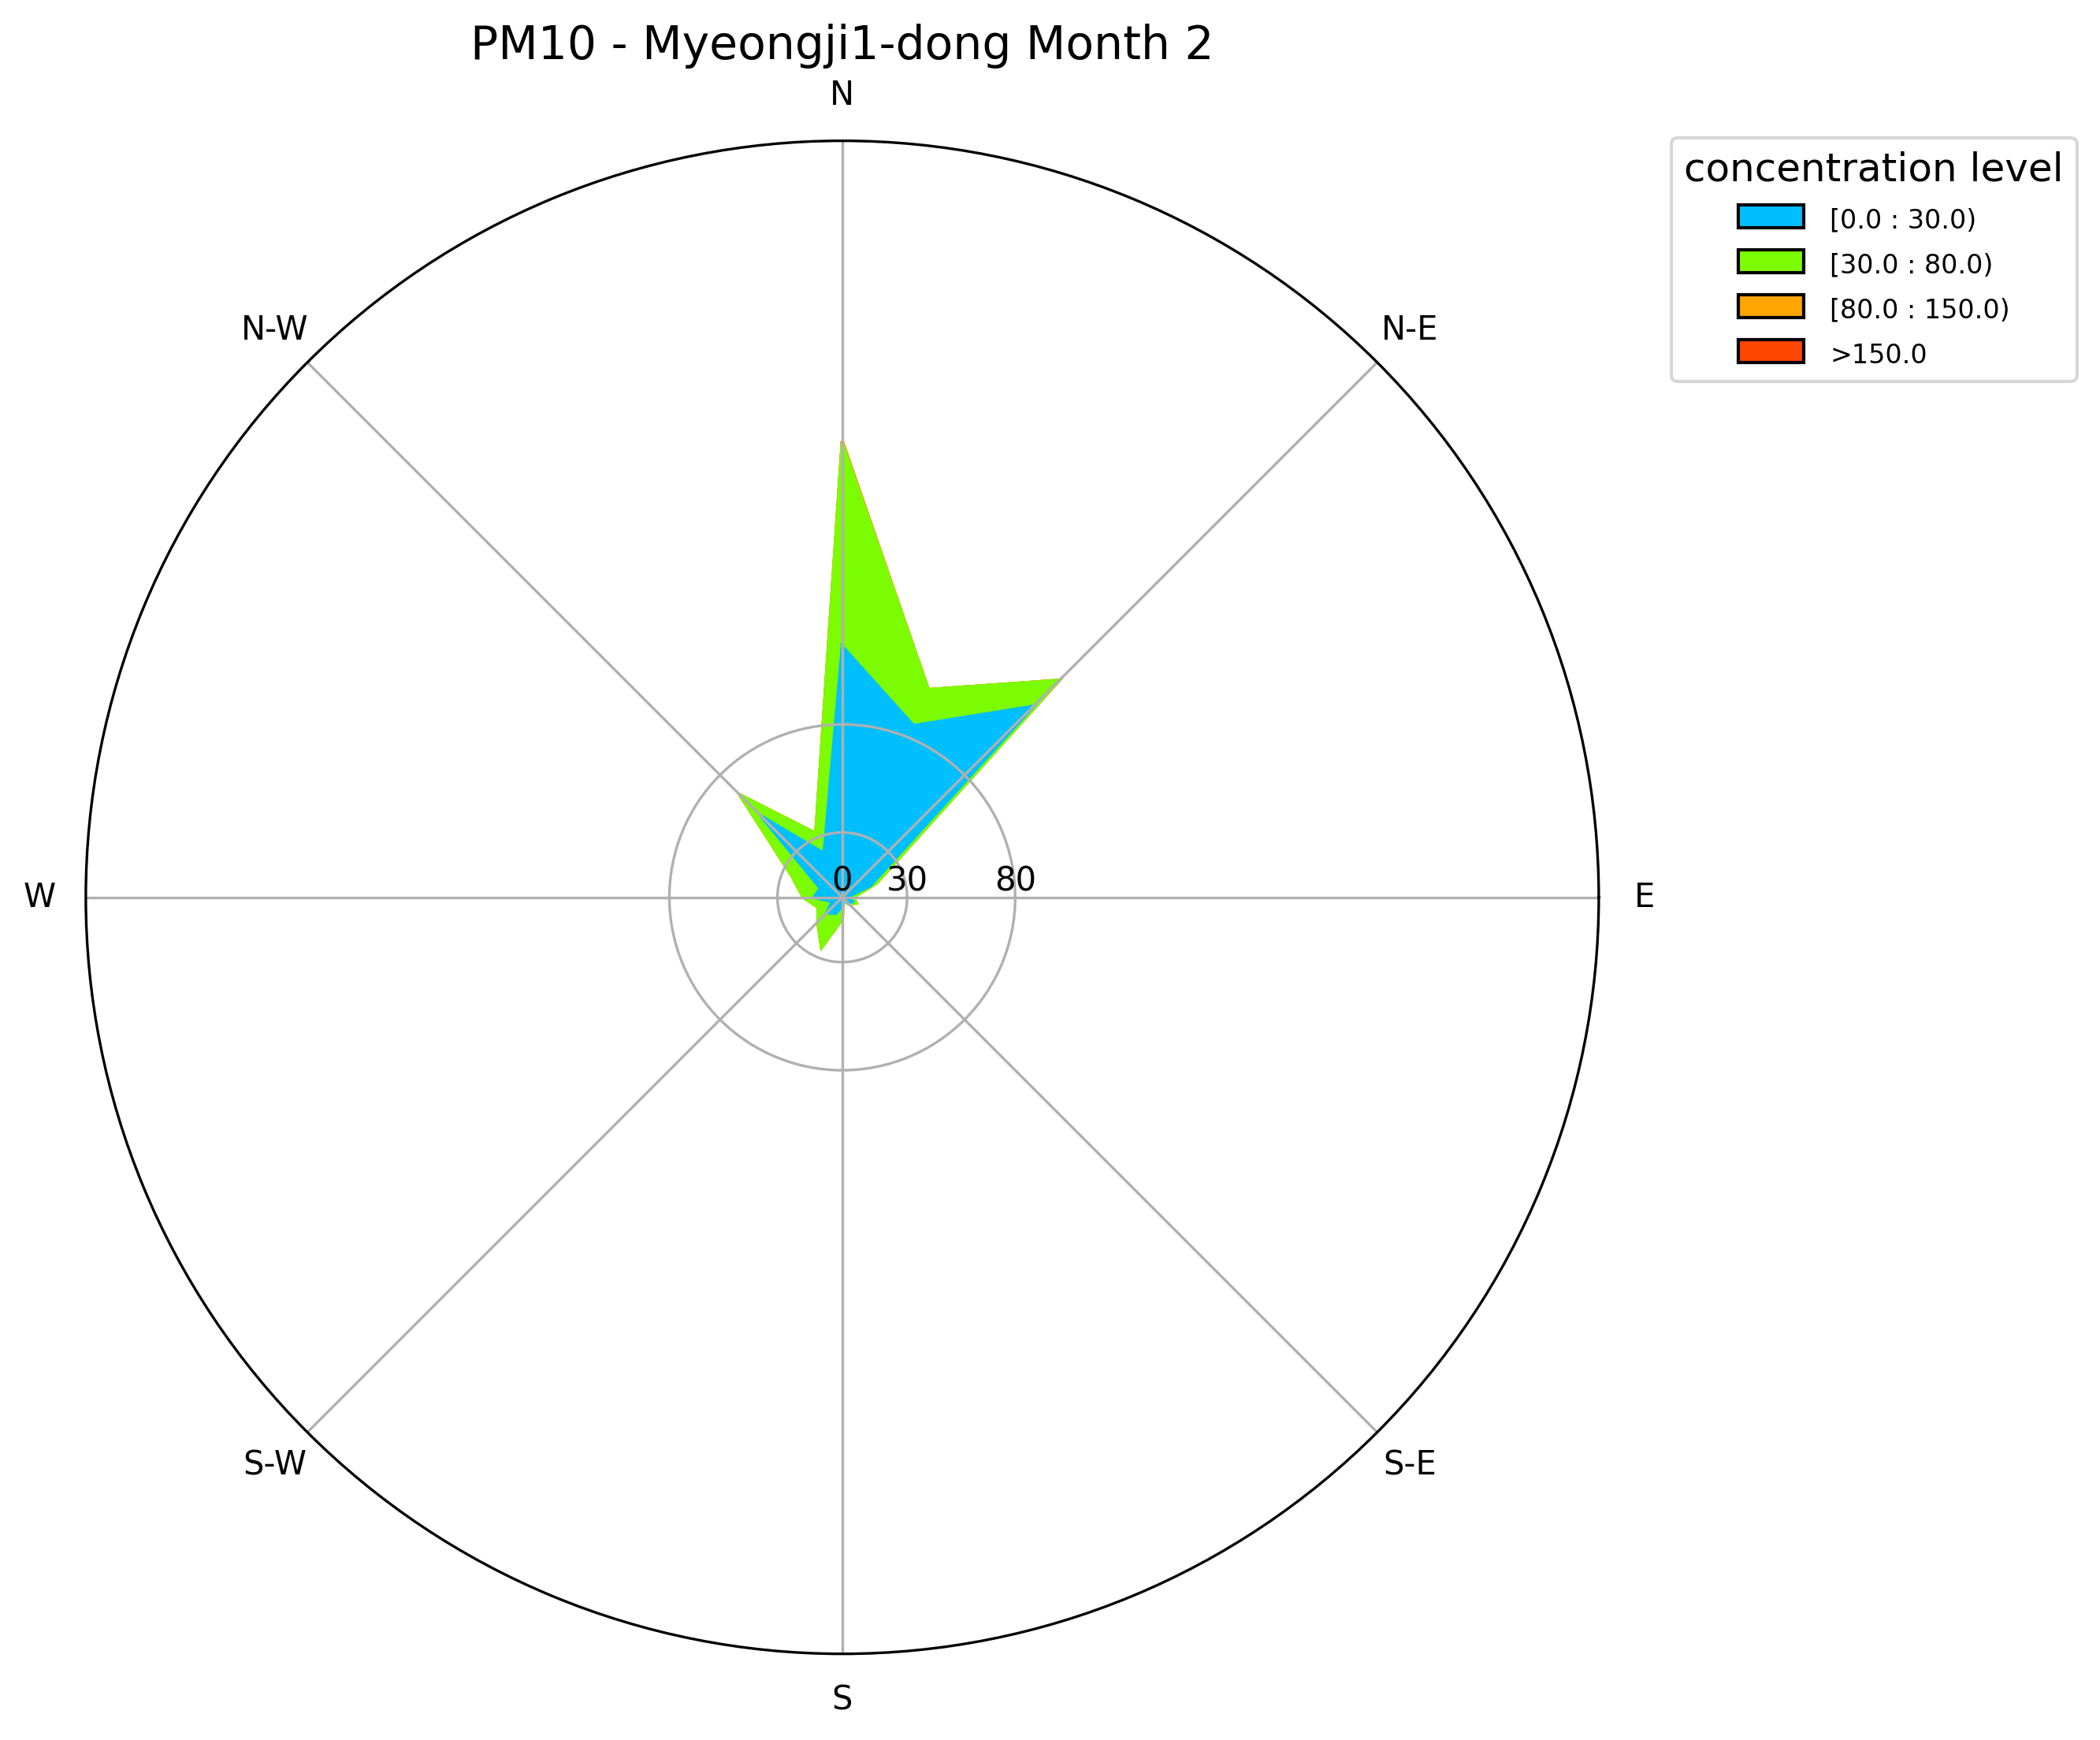 PM10 - Myeongji1-dong Month 2
N
concentration level
[0.0 : 30.0)
[30.0 : 80.0)
[80.0 : 150.0)
>150.0
N-W
N-E
0 30 80
W
E
S-W
S-E
S